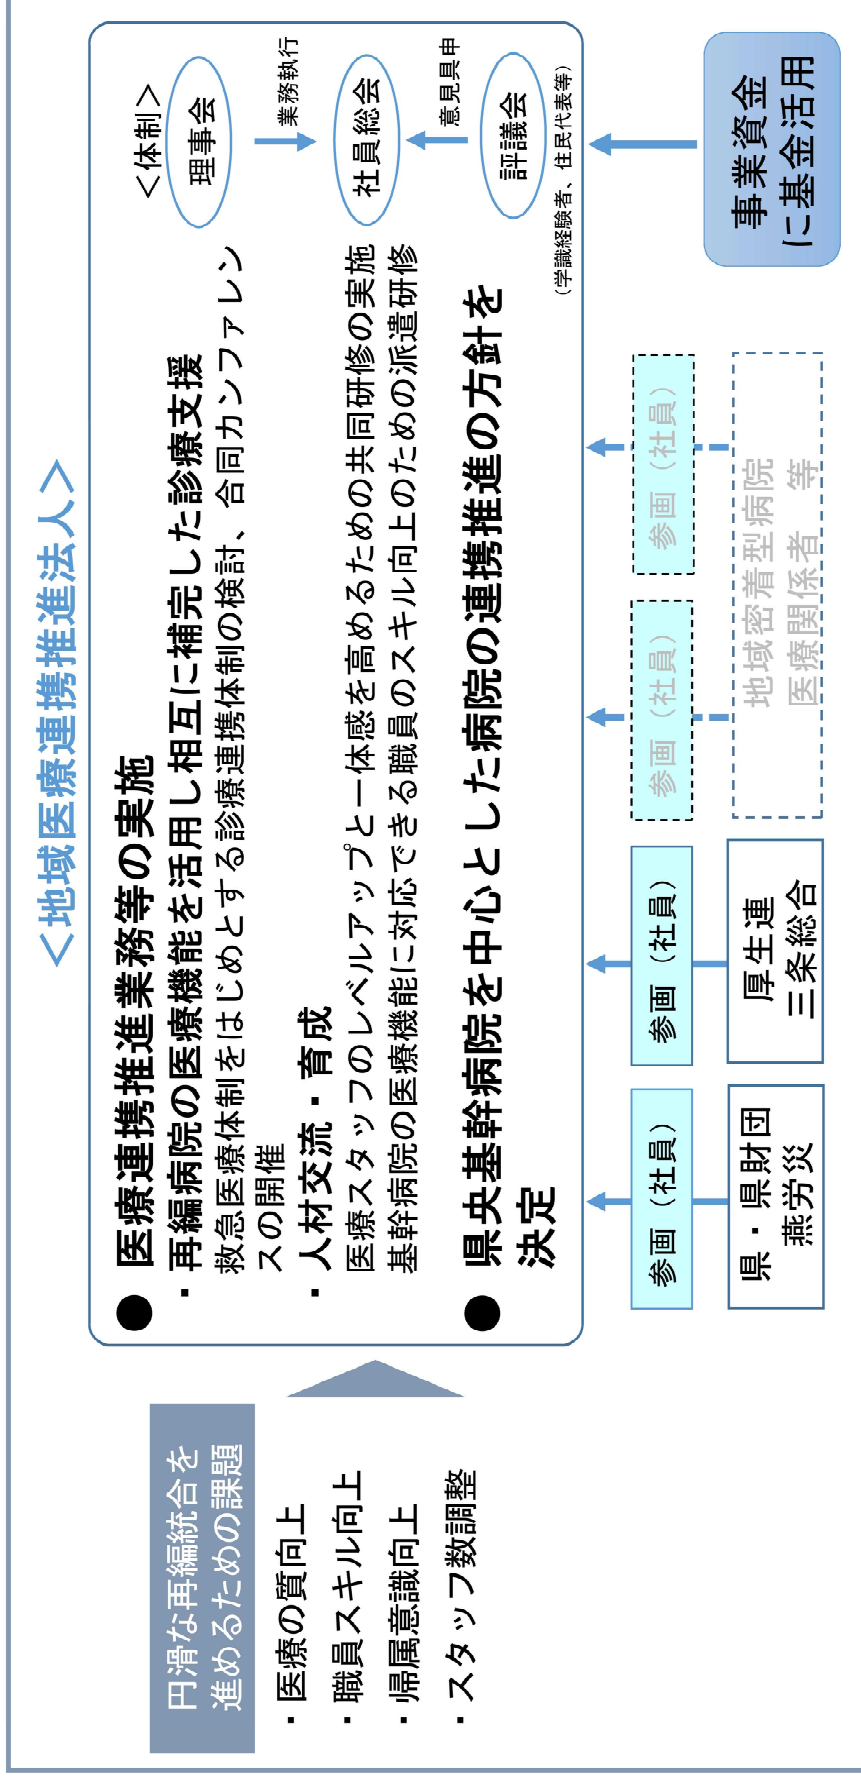 ＜地域医療連携推進法人＞
円滑な再編統合を
進めるための課題
・医療の質向上
・職員スキル向上
・帰属意識向上
・スタッフ数調整
● 医療連携推進業務等の実施
・再編病院の医療機能を活用し相互に補完した診療支援
救急医療体制をはじめとする診療連携体制の検討、合同カンファレン
スの開催
・人材交流・育成
医療スタッフのレベルアップと一体感を高めるための共同研修の実施
基幹病院の医療機能に対応できる職員のスキル向上のための派遣研修
● 県央基幹病院を中心とした病院の連携推進の方針を
決定
＜体制＞
理事会
業務執行
社員総会
意見具申
評議会
（学識経験者、住民代表等）
参画（社員）
参画（社員）
参画（社員）
参画（社員）
県・県財団
燕労災
厚生連
三条総合
地域密着型病院
医療関係者　等
事業資金
に基金活用